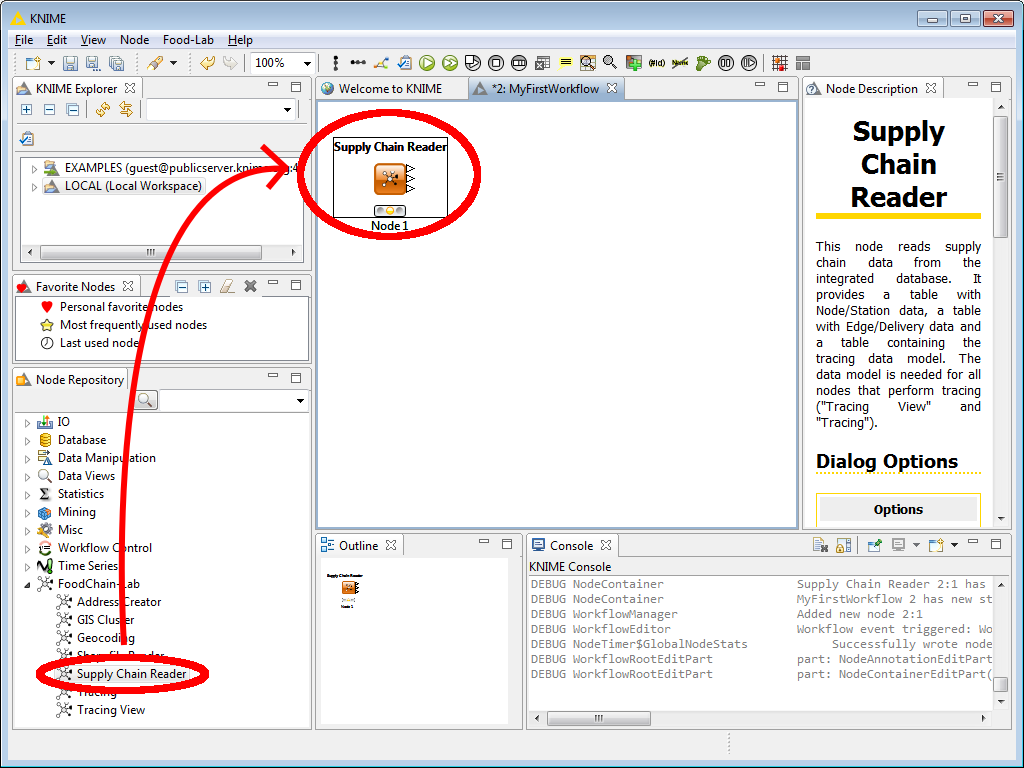 KNIME
File Edit View Node Food-Lab Help
100%
KNIME Explorer
Welcome to KNIME
*2: MyFirstWorkflow
Node Description
EXAMPLES (guest@publicserver.knime.org:4
LOCAL (Local Workspace)
Supply Chain Reader
Node 1
Supply
Chain
Reader
This node reads supply
chain data from the
integrated database. It
provides a table with
Node/Station data, a table
with Edge/Delivery data and
a table containing the
tracing data model. The
data model is needed for all
nodes that perform tracing
("Tracing View" and
"Tracing").
Dialog Options
Options
Favorite Nodes
Personal favorite nodes
Most frequently used nodes
Last used nodes
Node Repository
IO
Database
Data Manipulation
Data Views
Statistics
Mining
Misc
Workflow Control
Time Series
FoodChain-Lab
Address Creator
GIS Cluster
Geocoding
Shapefile Reader
Supply Chain Reader
Tracing
Tracing View
Outline
Supply Chain Reader
Node 1
Console
KNIME Console
DEBUG NodeContainer Supply Chain Reader 2:1 has
DEBUG NodeContainer MyFirstWorkflow 2 has new st
DEBUG WorkflowManager Added new node 2:1
DEBUG WorkflowEditor Workflow event triggered: Wo
DEBUG NodeTimer$GlobalNodeStats Successfully wrote node
DEBUG WorkflowRootEditPart part: NodeAnnotationEditPart
DEBUG WorkflowRootEditPart part: NodeContainerEditPart(